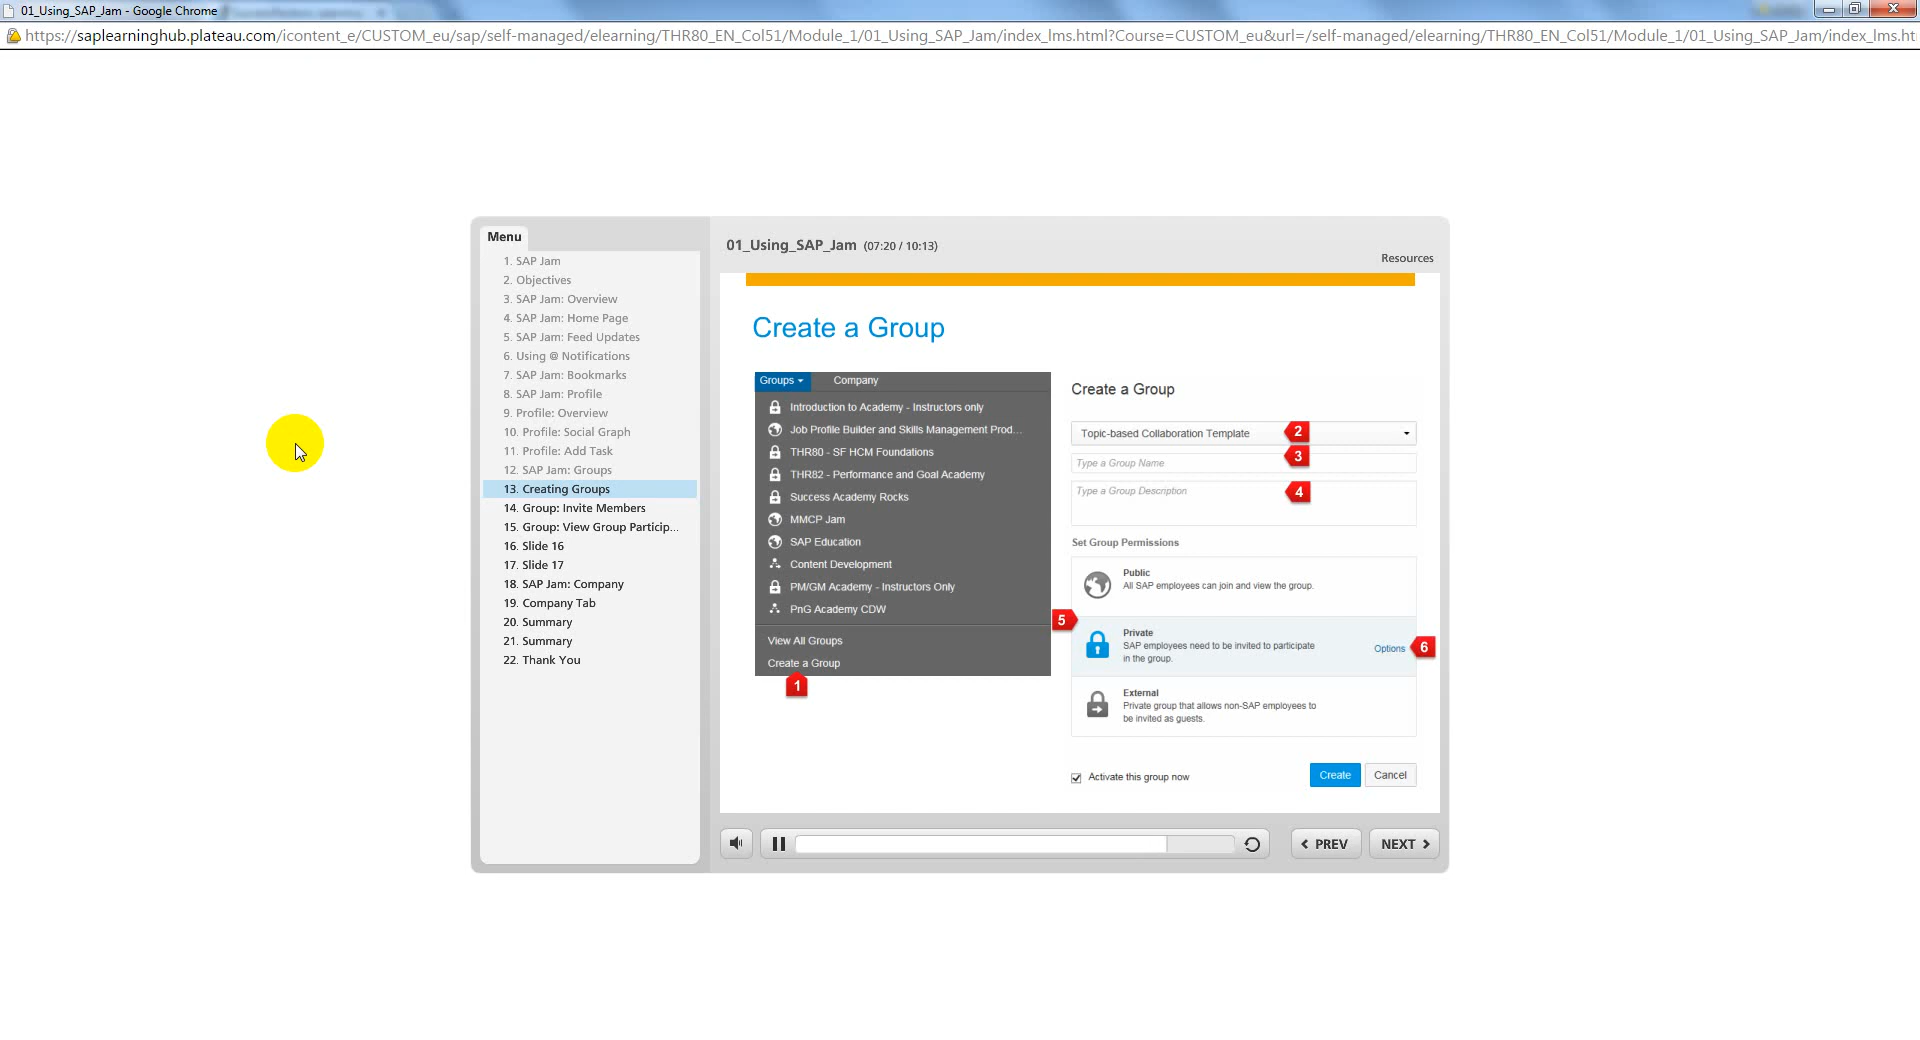 01_Using_SAP_Jam - Google Chrome
https://saplearninghub.plateau.com/icontent_e/CUSTOM_eu/sap/self-managed/elearning/THR80_EN_Col51/Module_1/01_Using_SAP_Jam/index_lms.html?Course=CUSTOM_eu&url=/self-managed/elearning/THR80_EN_Col51/Module_1/01_Using_SAP_Jam/index_lms.ht
Menu
1. SAP Jam
2. Objectives
3. SAP Jam: Overview
4. SAP Jam: Home Page
5. SAP Jam: Feed Updates
6. Using @ Notifications
7. SAP Jam: Bookmarks
8. SAP Jam: Profile
9. Profile: Overview
10. Profile: Social Graph
11. Profile: Add Task
12. SAP Jam: Groups
13. Creating Groups
14. Group: Invite Members
15. Group: View Group Particip...
16. Slide 16
17. Slide 17
18. SAP Jam: Company
19. Company Tab
20. Summary
21. Summary
22. Thank You
01_Using_SAP_Jam (07:20 / 10:13)
Resources
Create a Group
Groups Company
Introduction to Academy - Instructors only
Job Profile Builder and Skills Management Prod...
THR80 - SF HCM Foundations
THR82 - Performance and Goal Academy
Success Academy Rocks
MMCP Jam
SAP Education
Content Development
PM/GM Academy - Instructors Only
PnG Academy CDW
View All Groups
Create a Group
1
Create a Group
Topic-based Collaboration Template 2
Type a Group Name 3
Type a Group Description 4
Set Group Permissions
Public
All SAP employees can join and view the group.
5
Private
SAP employees need to be invited to participate
in the group.
Options 6
External
Private group that allows non-SAP employees to
be invited as guests.
Activate this group now
Create Cancel
PREV NEXT